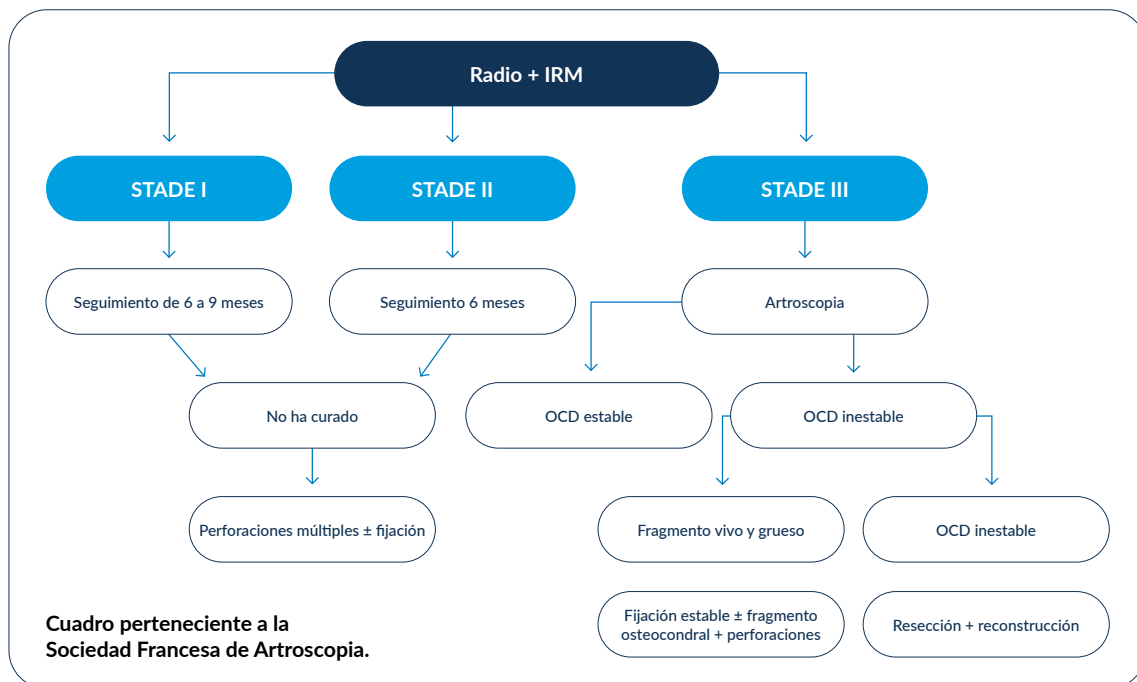 Radio + IRM
STADE I
STADE II
STADE III
Seguimiento de 6 a 9 meses
Seguimiento 6 meses
Artroscopia
No ha curado
OCD estable
OCD inestable
Perforaciones múltiples ± fijación
Fragmento vivo y grueso
OCD inestable
Fijación estable ± fragmento
osteocondral + perforaciones
Resección + reconstrucción
Cuadro perteneciente a la
Sociedad Francesa de Artroscopia.